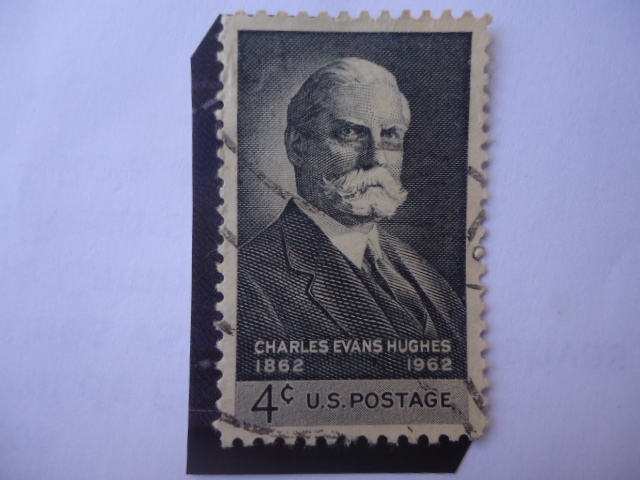 CHARLES EVANS HUGHES
1862 1962
4¢ U.S. POSTAGE